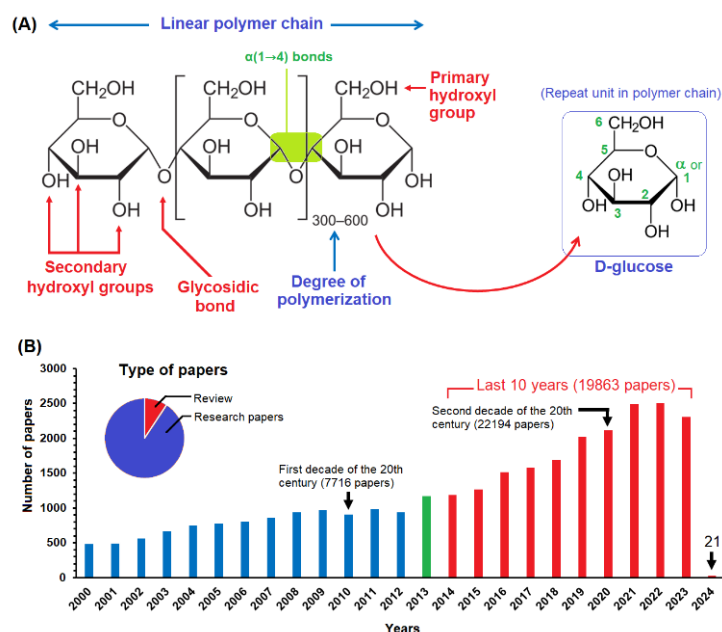 (A)
Linear polymer chain
α(1→4) bonds
CH₂OH
CH₂OH
CH₂OH
Primary
hydroxyl
group
(Repeat unit in polymer chain)
6 CH₂OH
O
O
O
OH
OH
OH
OH
O
O
OH
OH
OH
OH
300–600
5
O
4
OH
α or
1
2
3
OH
OH
OH
D-glucose
Secondary
hydroxyl groups
Glycosidic
bond
Degree of
polymerization
(B)
Type of papers
Review
Research papers
Last 10 years (19863 papers)
Second decade of the 20th
century (22194 papers)
First decade of the 20th
century (7716 papers)
21
Number of papers
3000
2500
2000
1500
1000
500
0
2000 2001 2002 2003 2004 2005 2006 2007 2008 2009 2010 2011 2012 2013 2014 2015 2016 2017 2018 2019 2020 2021 2022 2023 2024
Years